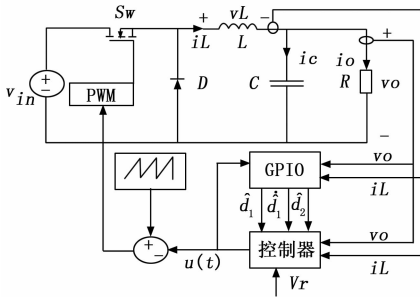 Sw
+ vL −
iL L
+
ic io
vin + − PWM D C R vo
−
GPIO
vo
iL
d̂₁ d̂̇₁ d̂₂
+ −
u(t)
控制器
vo
iL
Vr